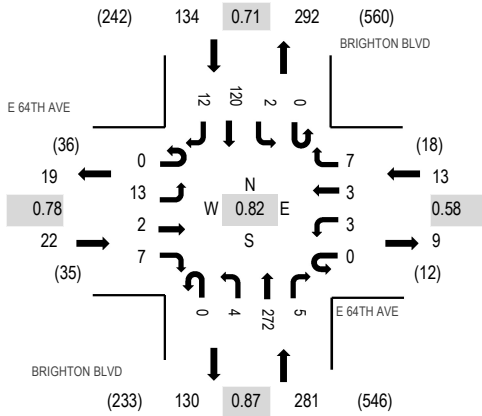 (242) 134 0.71 292 (560)
BRIGHTON BLVD
12 120 2 0
E 64TH AVE
(36) (18)
0 7
19 13
13 N 3
0.78 W 0.82 E 0.58
2 3
22 S 9
7 0
(35) (12)
0 4 272 5
E 64TH AVE
BRIGHTON BLVD
(233) 130 0.87 281 (546)